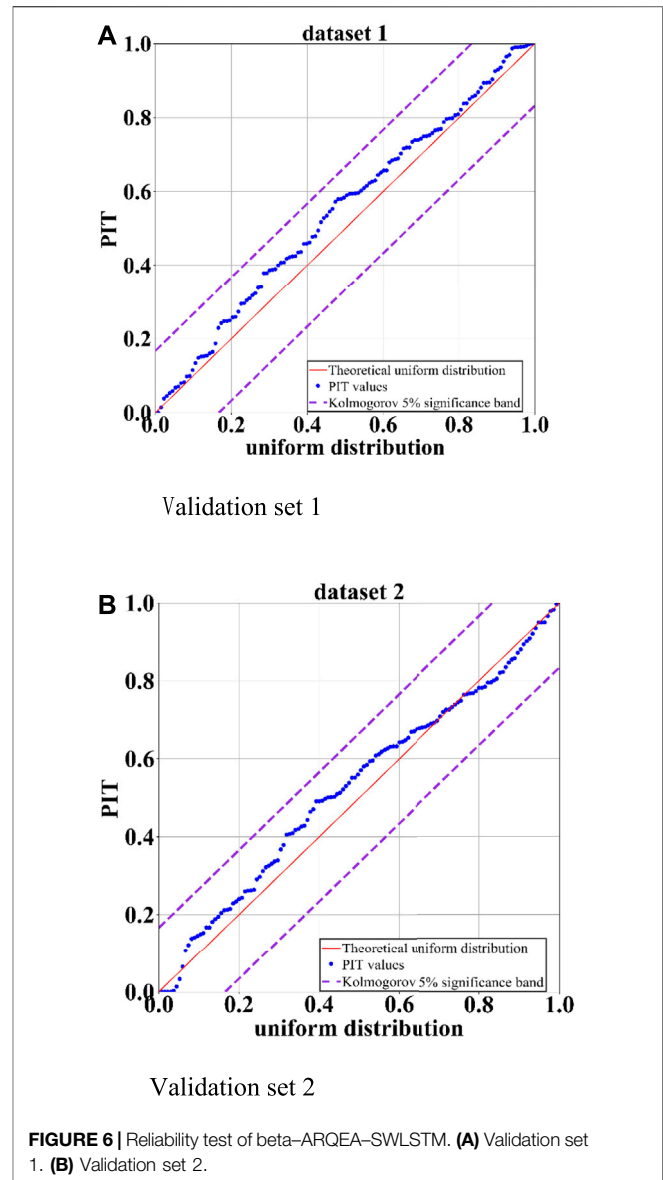 A
dataset 1
1.0
0.8
0.6
0.4
0.2
0.0
PIT
Theoretical uniform distribution
PIT values
Kolmogorov 5% significance band
0.0 0.2 0.4 0.6 0.8 1.0
uniform distribution
Validation set 1
B
dataset 2
1.0
0.8
0.6
0.4
0.2
0.0
PIT
Theoretical uniform distribution
PIT values
Kolmogorov 5% significance band
0.0 0.2 0.4 0.6 0.8 1.0
uniform distribution
Validation set 2
FIGURE 6 | Reliability test of beta–ARQEA–SWLSTM. (A) Validation set
1. (B) Validation set 2.